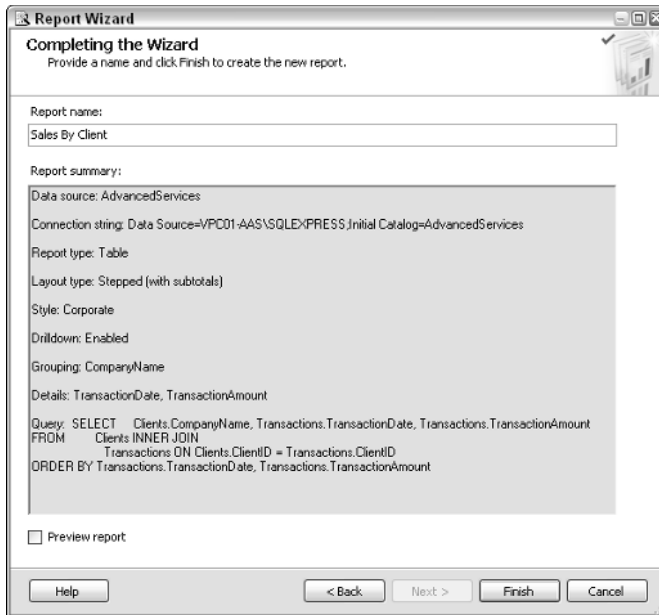 Report Wizard
Completing the Wizard
Provide a name and click Finish to create the new report.
Report name:
Sales By Client
Report summary:
Data source: AdvancedServices
Connection string: Data Source=VPC01-AAS\SQLEXPRESS;Initial Catalog=AdvancedServices
Report type: Table
Layout type: Stepped (with subtotals)
Style: Corporate
Drilldown: Enabled
Grouping: CompanyName
Details: TransactionDate, TransactionAmount
Query: SELECT Clients.CompanyName, Transactions.TransactionDate, Transactions.TransactionAmount
FROM Clients INNER JOIN
Transactions ON Clients.ClientID = Transactions.ClientID
ORDER BY Transactions.TransactionDate, Transactions.TransactionAmount
Preview report
Help < Back Next > Finish Cancel